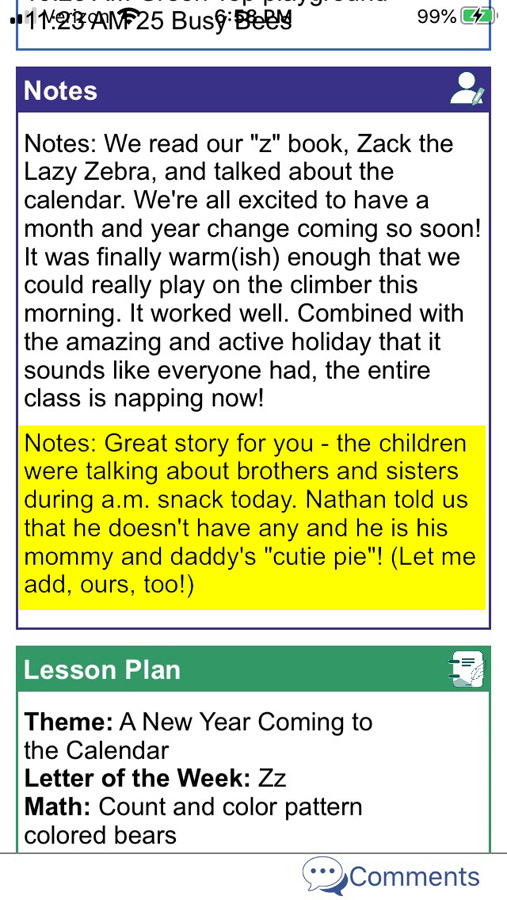 Verizon 6:58 PM 99%
11:23 AM 25 Busy Bees
Notes
Notes: We read our "z" book, Zack the
Lazy Zebra, and talked about the
calendar. We're all excited to have a
month and year change coming so soon!
It was finally warm(ish) enough that we
could really play on the climber this
morning. It worked well. Combined with
the amazing and active holiday that it
sounds like everyone had, the entire
class is napping now!
Notes: Great story for you - the children
were talking about brothers and sisters
during a.m. snack today. Nathan told us
that he doesn't have any and he is his
mommy and daddy's "cutie pie"! (Let me
add, ours, too!)
Lesson Plan
Theme: A New Year Coming to
the Calendar
Letter of the Week: Zz
Math: Count and color pattern
colored bears
Comments